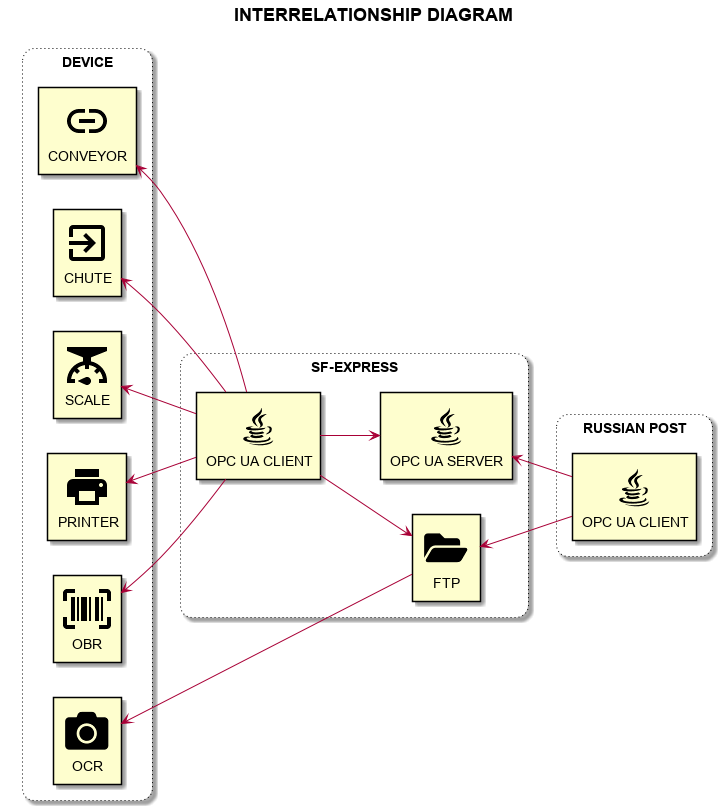 INTERRELATIONSHIP DIAGRAM
DEVICE
CONVEYOR
CHUTE
SCALE
PRINTER
OBR
OCR
SF-EXPRESS
OPC UA CLIENT
OPC UA SERVER
FTP
RUSSIAN POST
OPC UA CLIENT